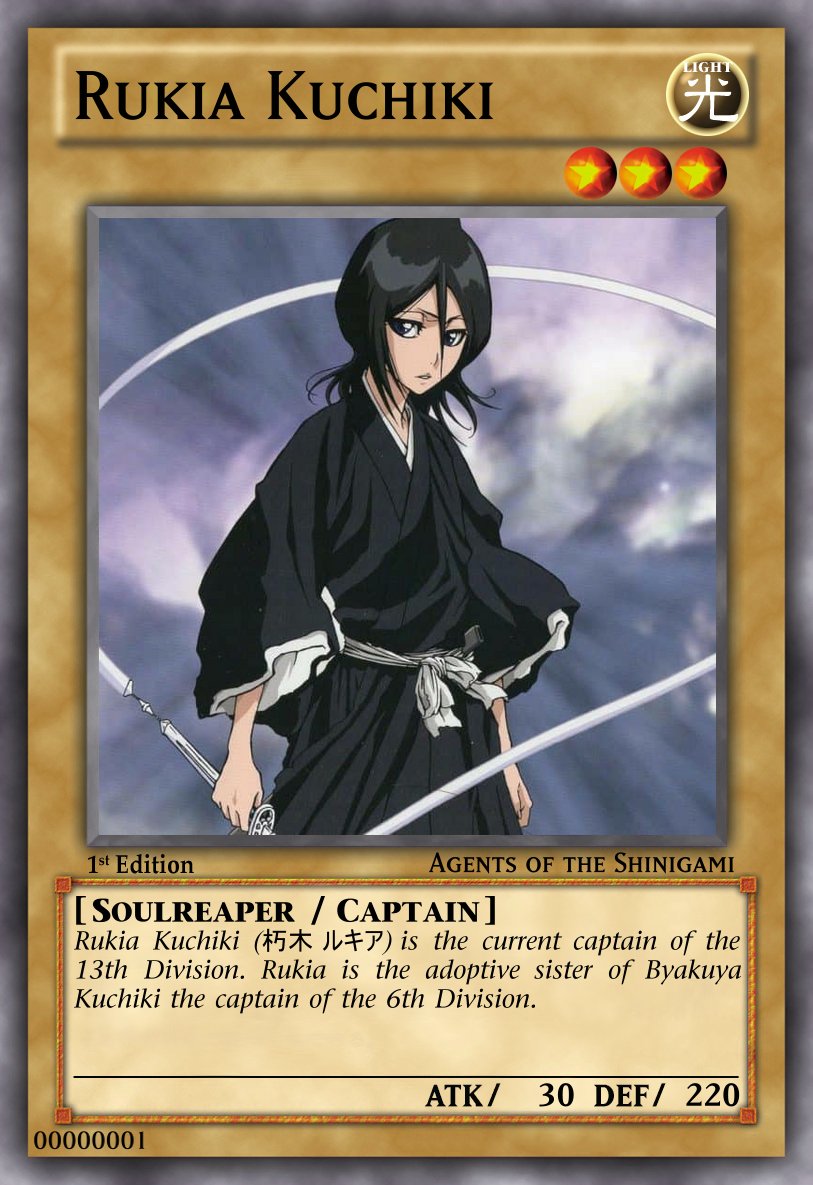 Rukia Kuchiki
LIGHT
光
1st Edition
Agents of the Shinigami
[Soulreaper / Captain]
Rukia Kuchiki (朽木 ルキア) is the current captain of the
13th Division. Rukia is the adoptive sister of Byakuya
Kuchiki the captain of the 6th Division.
ATK/ 30 DEF/ 220
00000001